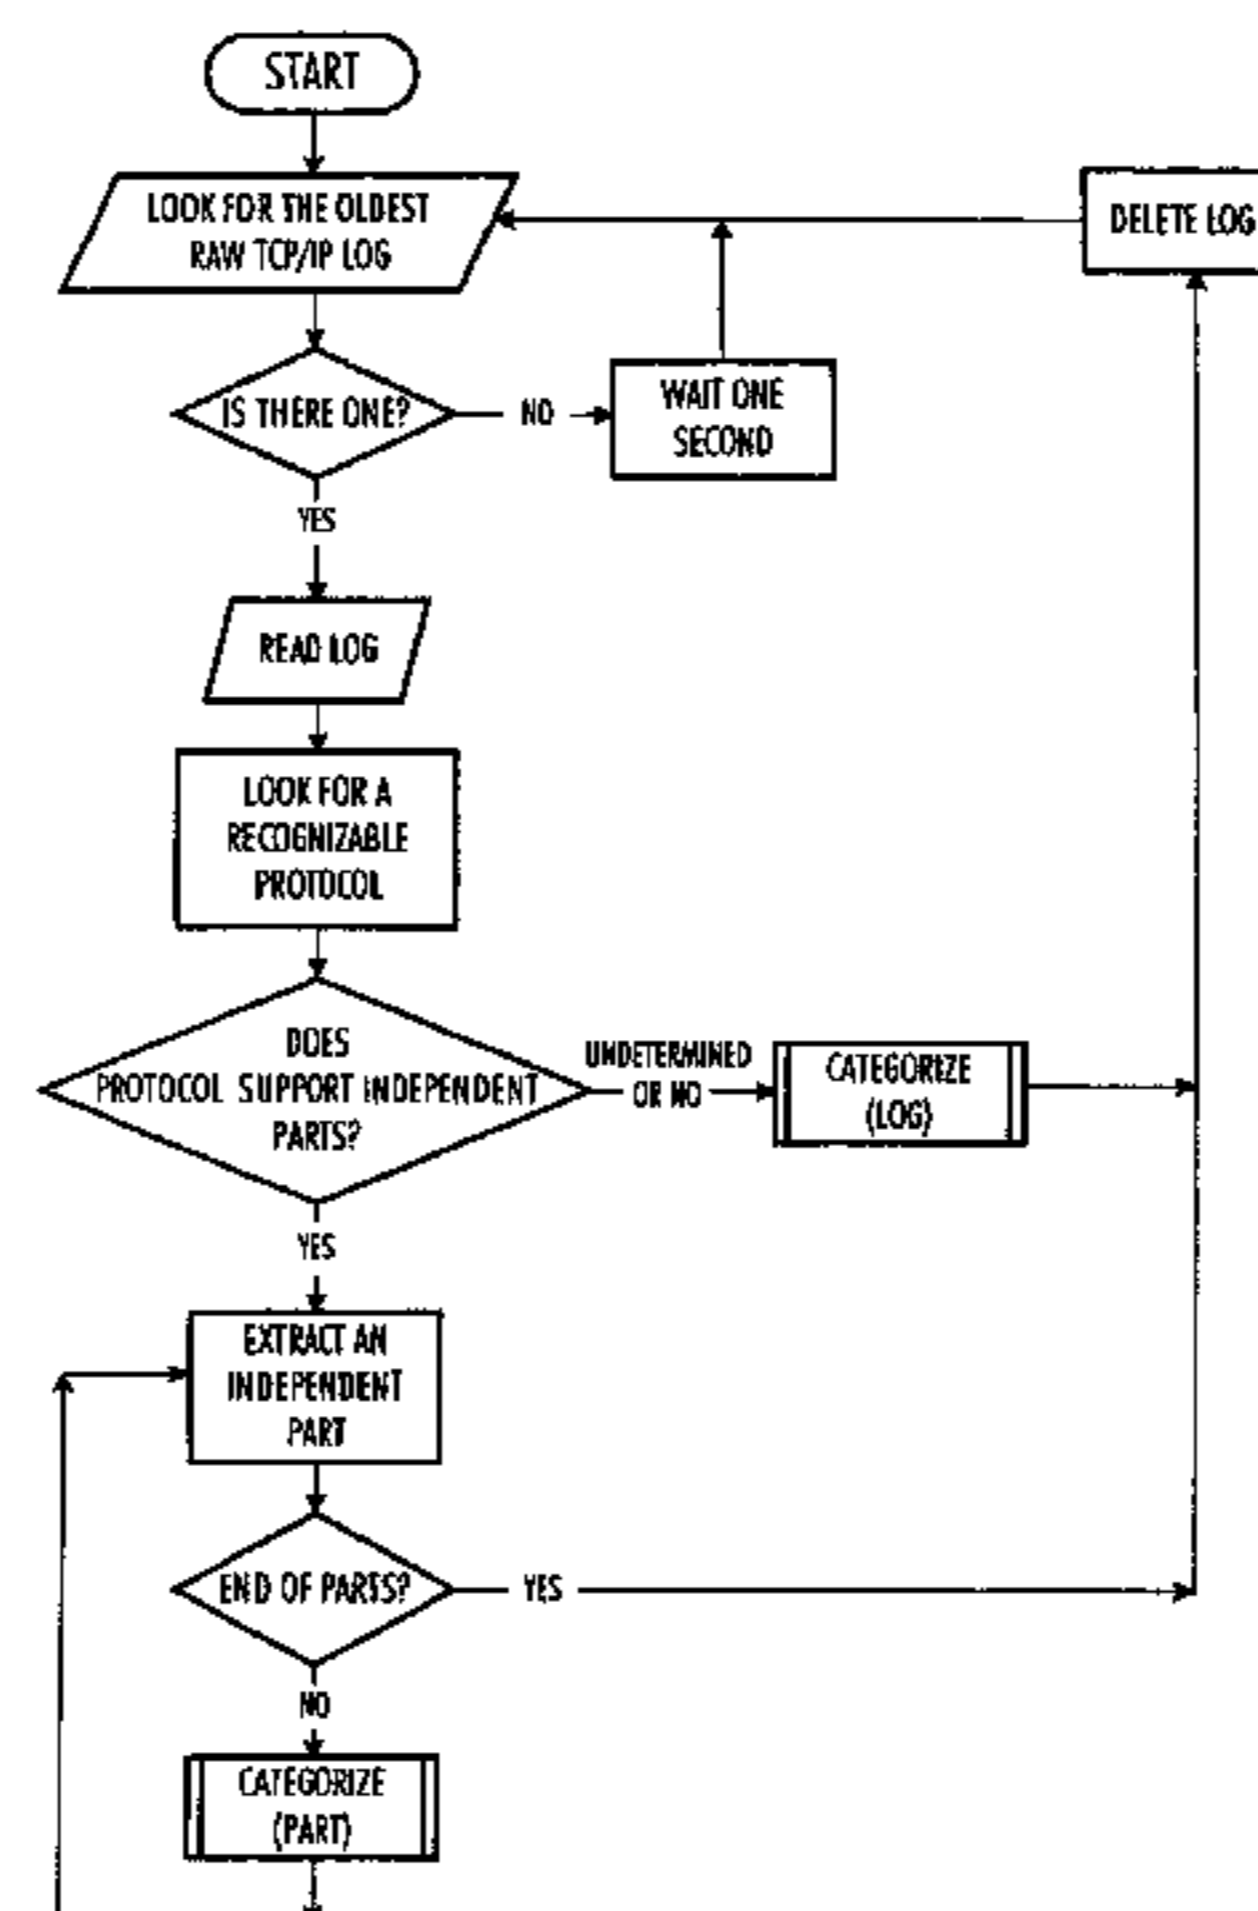 START
LOOK FOR THE OLDEST
RAW TCP/IP LOG
DELETE LOG
IS THERE ONE?
NO
WAIT ONE
SECOND
YES
READ LOG
LOOK FOR A
RECOGNIZABLE
PROTOCOL
DOES
PROTOCOL SUPPORT INDEPENDENT
PARTS?
UNDETERMINED
OR NO
CATEGORIZE
(LOG)
YES
EXTRACT AN
INDEPENDENT
PART
END OF PARTS?
YES
NO
CATEGORIZE
(PART)